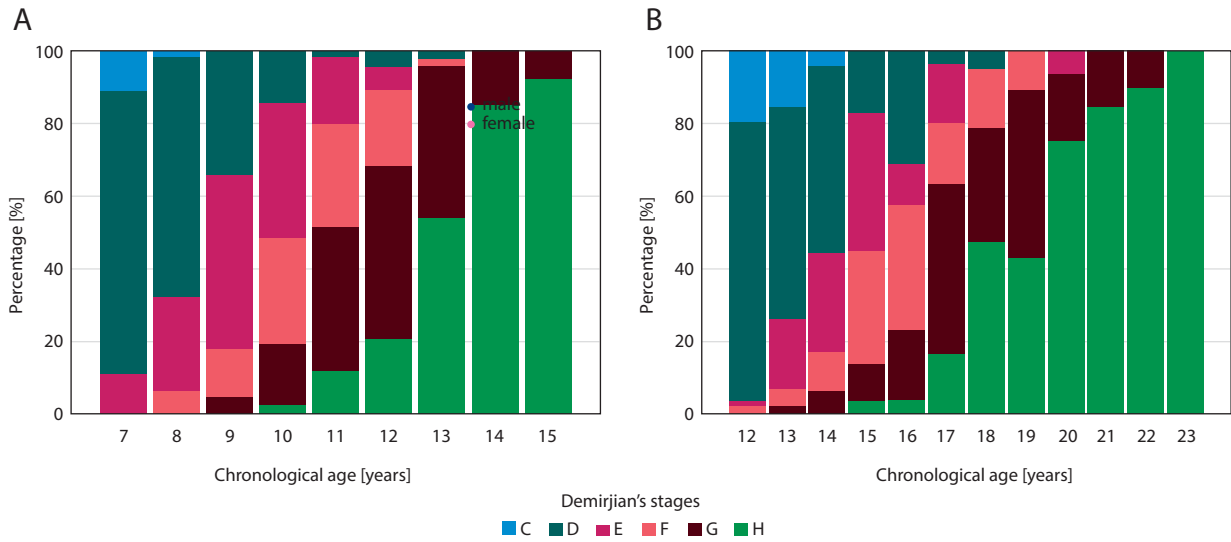 A
B
Percentage [%]
100
80
60
40
20
0
male
female
7 8 9 10 11 12 13 14 15
Chronological age [years]
Percentage [%]
100
80
60
40
20
0
12 13 14 15 16 17 18 19 20 21 22 23
Chronological age [years]
Demirjian's stages
C D E F G H